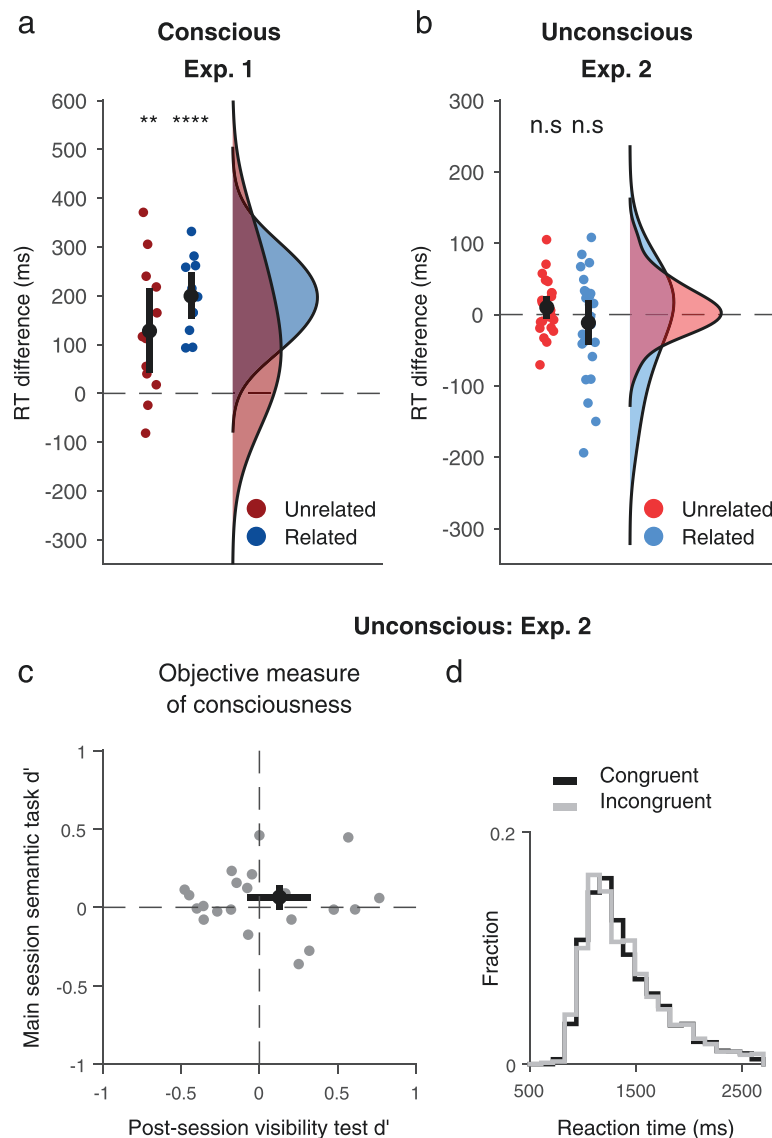 a
Conscious
Exp. 1
600
500
400
300
200
100
0
-100
-200
-300
RT difference (ms)
** ****
Unrelated
Related
b
Unconscious
Exp. 2
300
200
100
0
-100
-200
-300
RT difference (ms)
n.s n.s
Unrelated
Related
Unconscious: Exp. 2
c
Objective measure
of consciousness
1
0.5
0
-0.5
-1
Main session semantic task d'
-1 -0.5 0 0.5 1
Post-session visibility test d'
d
Congruent
Incongruent
0.2
0
Fraction
500 1500 2500
Reaction time (ms)